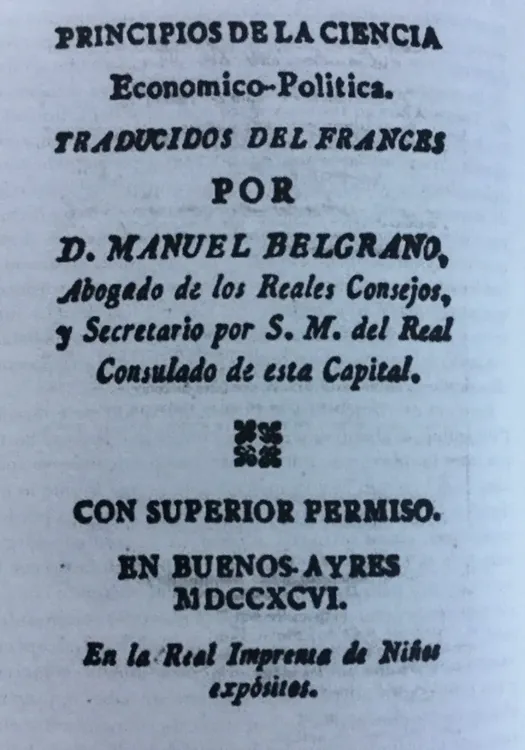 PRINCIPIOS DE LA CIENCIA
Economico-Politica.
TRADUCIDOS DEL FRANCES
POR
D. MANUEL BELGRANO,
Abogado de los Reales Consejos,
y Secretario por S. M. del Real
Consulado de esta Capital.
CON SUPERIOR PERMISO.
EN BUENOS-AYRES
MDCCXCVI.
En la Real Imprenta de Niños
expósitos.